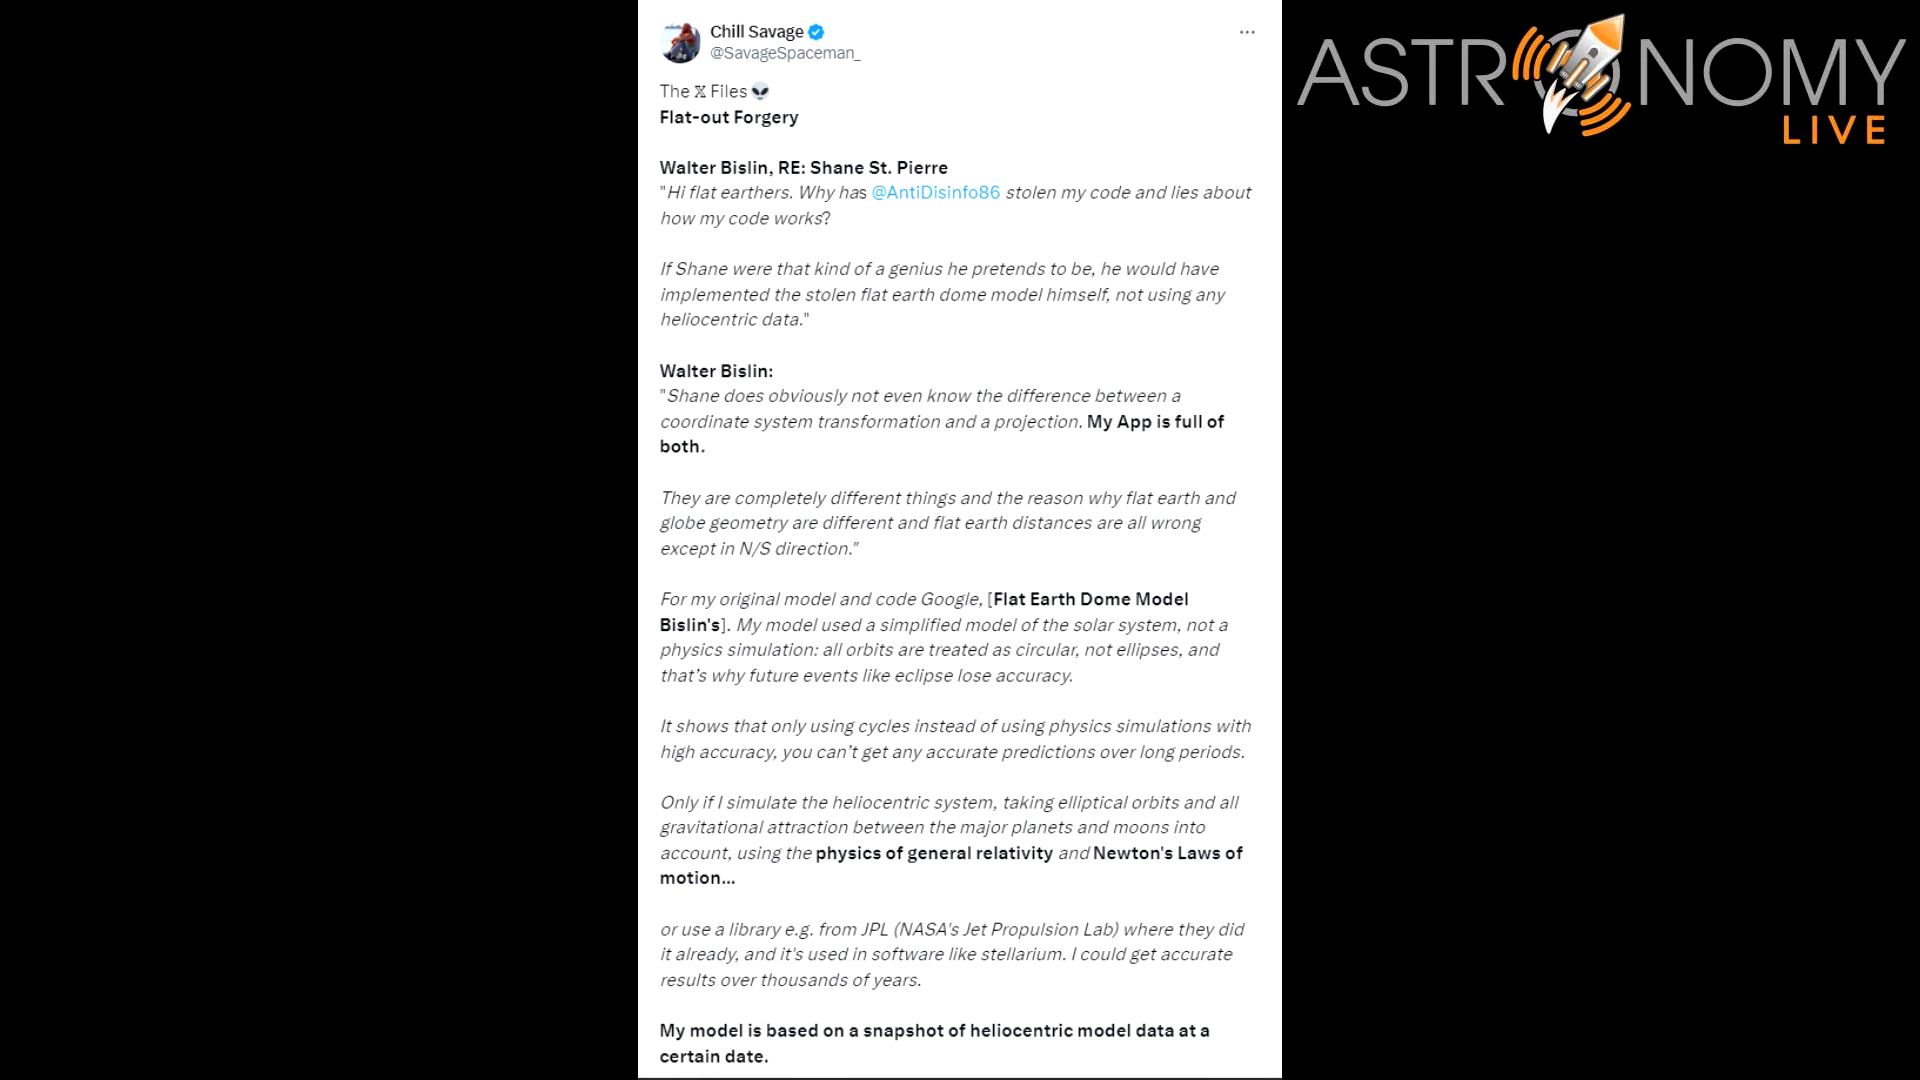 Chill Savage
@SavageSpaceman_
The 𝕏 Files👽
Flat-out Forgery
Walter Bislin, RE: Shane St. Pierre
"Hi flat earthers. Why has @AntiDisinfo86 stolen my code and lies about
how my code works?
If Shane were that kind of a genius he pretends to be, he would have
implemented the stolen flat earth dome model himself, not using any
heliocentric data."
Walter Bislin:
"Shane does obviously not even know the difference between a
coordinate system transformation and a projection. My App is full of
both.
They are completely different things and the reason why flat earth and
globe geometry are different and flat earth distances are all wrong
except in N/S direction."
For my original model and code Google, [Flat Earth Dome Model
Bislin's]. My model used a simplified model of the solar system, not a
physics simulation: all orbits are treated as circular, not ellipses, and
that's why future events like eclipse lose accuracy.
It shows that only using cycles instead of using physics simulations with
high accuracy, you can't get any accurate predictions over long periods.
Only if I simulate the heliocentric system, taking elliptical orbits and all
gravitational attraction between the major planets and moons into
account, using the physics of general relativity and Newton's Laws of
motion...
or use a library e.g. from JPL (NASA's Jet Propulsion Lab) where they did
it already, and it's used in software like stellarium. I could get accurate
results over thousands of years.
My model is based on a snapshot of heliocentric model data at a
certain date.
ASTRONOMY
LIVE